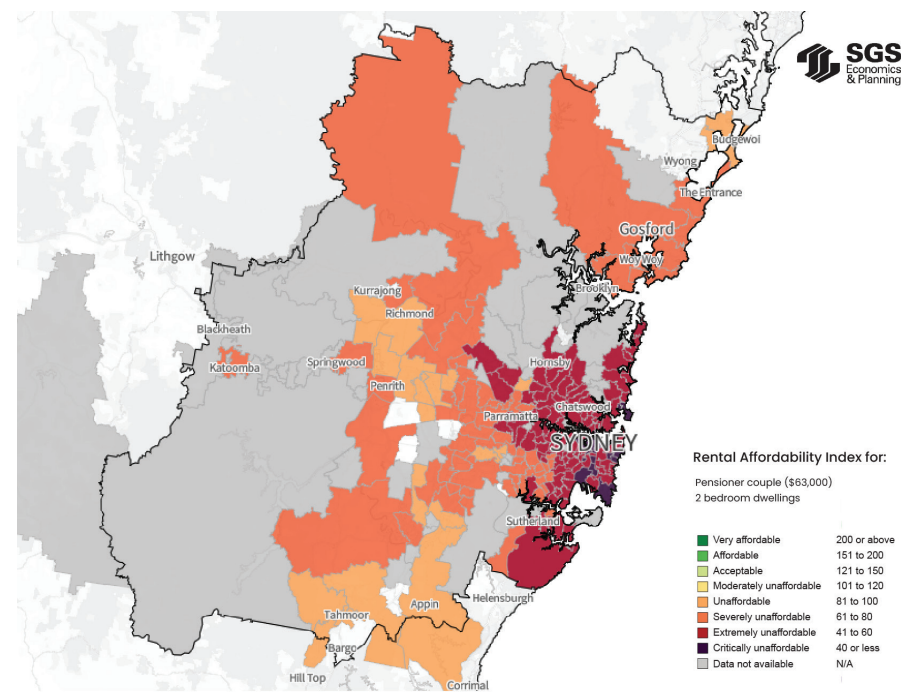 SGS
Economics
& Planning
Budgewoi
Wyong
The Entrance
Gosford
Lithgow
Woy Woy
Brooklyn
Kurrajong
Richmond
Blackheath
Katoomba
Springwood
Hornsby
Penrith
Chatswood
Parramatta
SYDNEY
Sutherland
Helensburgh
Appin
Tahmoor
Bargo
Hill Top
Corrimal
Rental Affordability Index for:
Pensioner couple ($63,000)
2 bedroom dwellings
Very affordable 200 or above
Affordable 151 to 200
Acceptable 121 to 150
Moderately unaffordable 101 to 120
Unaffordable 81 to 100
Severely unaffordable 61 to 80
Extremely unaffordable 41 to 60
Critically unaffordable 40 or less
Data not available N/A